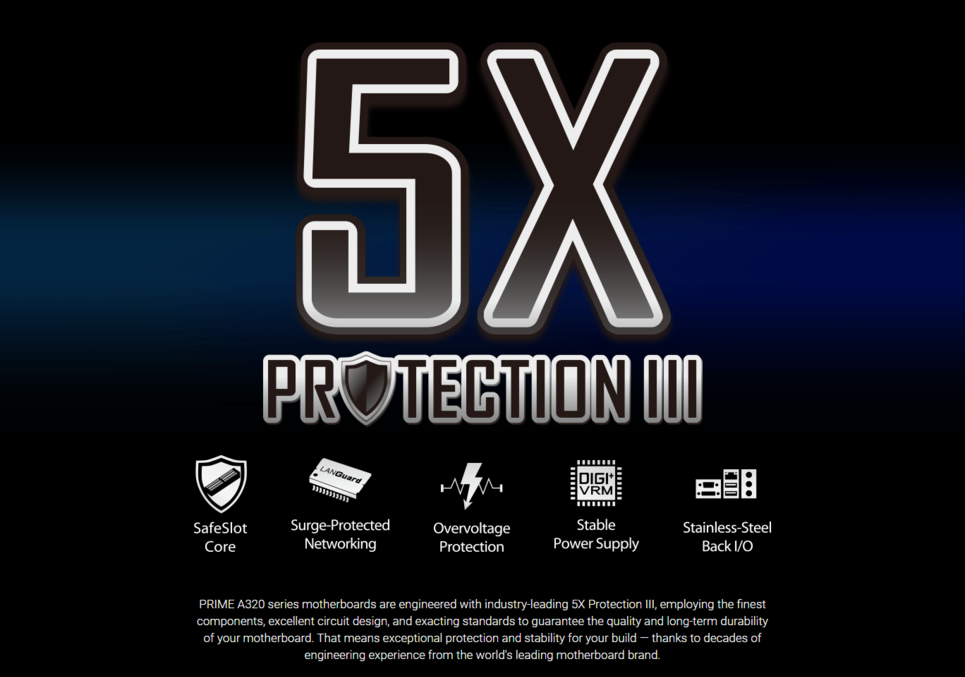 5X
PROTECTION III
LANGuard
DIGI+
VRM
SafeSlot
Core
Surge-Protected
Networking
Overvoltage
Protection
Stable
Power Supply
Stainless-Steel
Back I/O
PRIME A320 series motherboards are engineered with industry-leading 5X Protection III, employing the finest
components, excellent circuit design, and exacting standards to guarantee the quality and long-term durability
of your motherboard. That means exceptional protection and stability for your build — thanks to decades of
engineering experience from the world's leading motherboard brand.